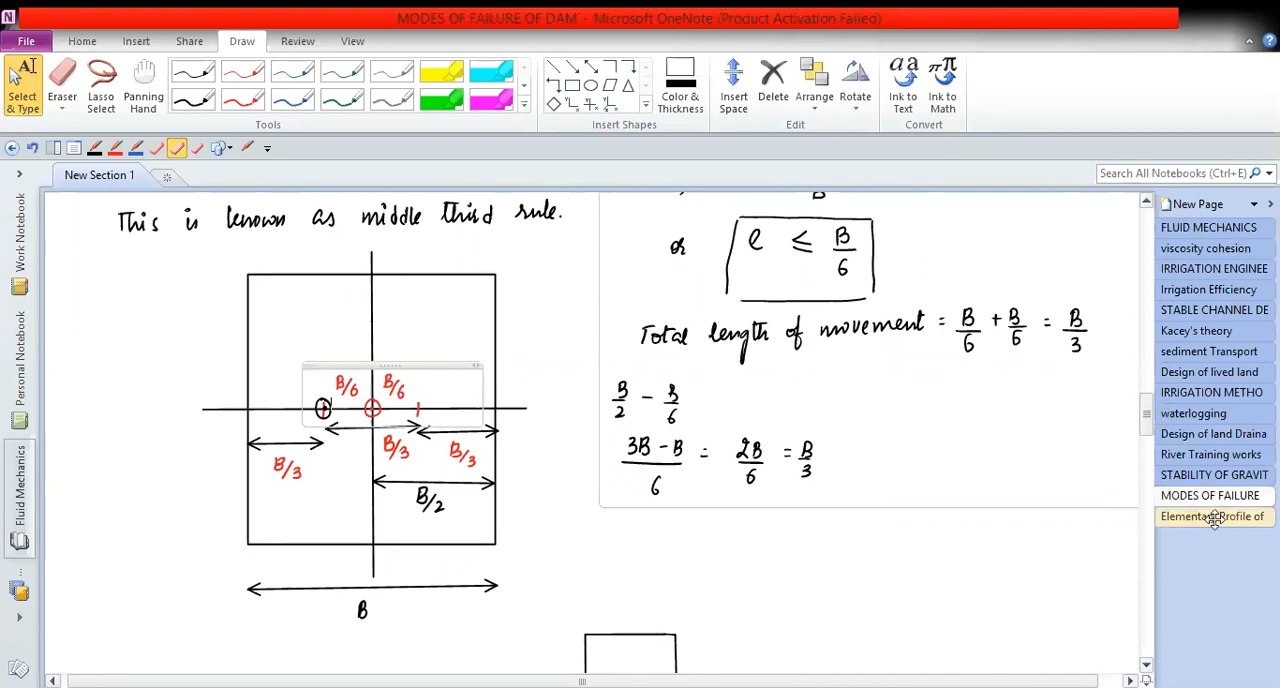 MODES OF FAILURE OF DAM - Microsoft OneNote (Product Activation Failed)
File Home Insert Share Draw Review View
Select & Type
Eraser
Lasso Select
Panning Hand
Color & Thickness
Insert Space
Delete
Arrange
Rotate
Ink to Text
Ink to Math
Tools
Insert Shapes
Edit
Convert
New Section 1
Search All Notebooks (Ctrl+E)
Work Notebook
Personal Notebook
Fluid Mechanics
This is known as middle third rule.
B/6 B/6
B/3
B/3
B/3
B/2
B
B
or e ≤ B/6
Total length of movement = B/6 + B/6 = B/3
B/2 - B/6
3B - B/6 = 2B/6 = B/3
New Page
FLUID MECHANICS
viscosity cohesion
IRRIGATION ENGINEE
Irrigation Efficiency
STABLE CHANNEL DE
Kacey's theory
sediment Transport
Design of lived land
IRRIGATION METHO
waterlogging
Design of land Draina
River Training works
STABILITY OF GRAVIT
MODES OF FAILURE
Profile of